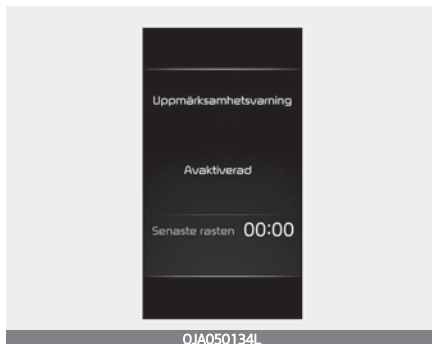 Uppmärksamhetsvarning
Avaktiverad
Senaste rasten 00:00
OJA050134L